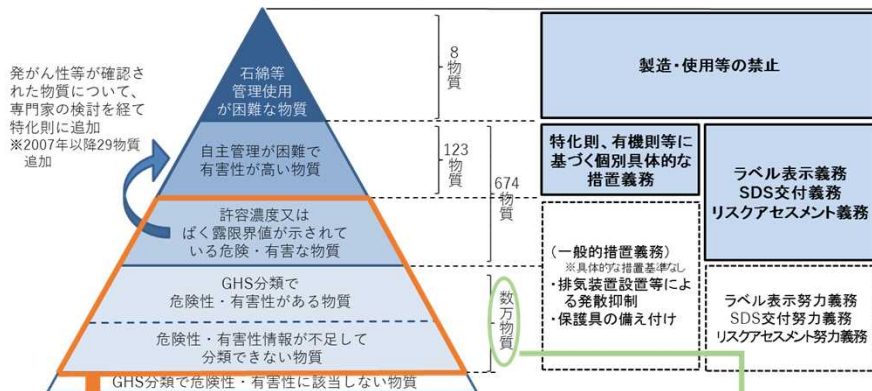 発がん性等が確認され
た物質について、
専門家の検討を経て
特化則に追加
※2007年以降29物質
追加
石綿等
管理使用
が困難な物質
自主管理が困難で
有害性が高い物質
許容濃度又は
ばく露限界値が示されて
いる危険・有害な物質
GHS分類で
危険性・有害性がある物質
危険性・有害性情報が不足して
分類できない物質
GHS分類で危険性・有害性に該当しない物質
8物質
123物質
674物質
数万物質
製造・使用等の禁止
特化則、有機則等に
基づく個別具体的な
措置義務
ラベル表示義務
SDS交付義務
リスクアセスメント義務
(一般的措置義務)
※具体的な措置基準なし
・排気装置設置等によ
る発散抑制
・保護具の備え付け
ラベル表示努力義務
SDS交付努力義務
リスクアセスメント努力義務